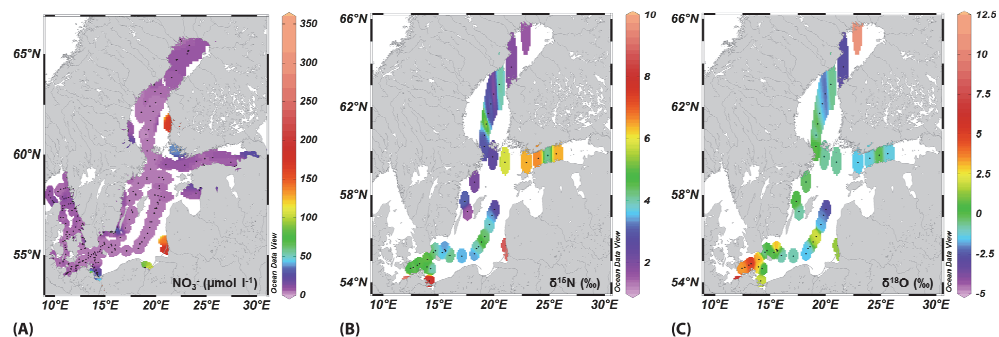 65°N
60°N
55°N
10°E 15°E 20°E 25°E 30°E
NO₃⁻ (µmol l⁻¹)
Ocean Data View
350
300
250
200
150
100
50
0
(A)
66°N
62°N
58°N
54°N
10°E 15°E 20°E 25°E 30°E
δ¹⁵N (‰)
Ocean Data View
10
8
6
4
2
(B)
66°N
62°N
58°N
54°N
10°E 15°E 20°E 25°E 30°E
δ¹⁸O (‰)
Ocean Data View
12.5
10
7.5
5
2.5
0
-2.5
-5
(C)